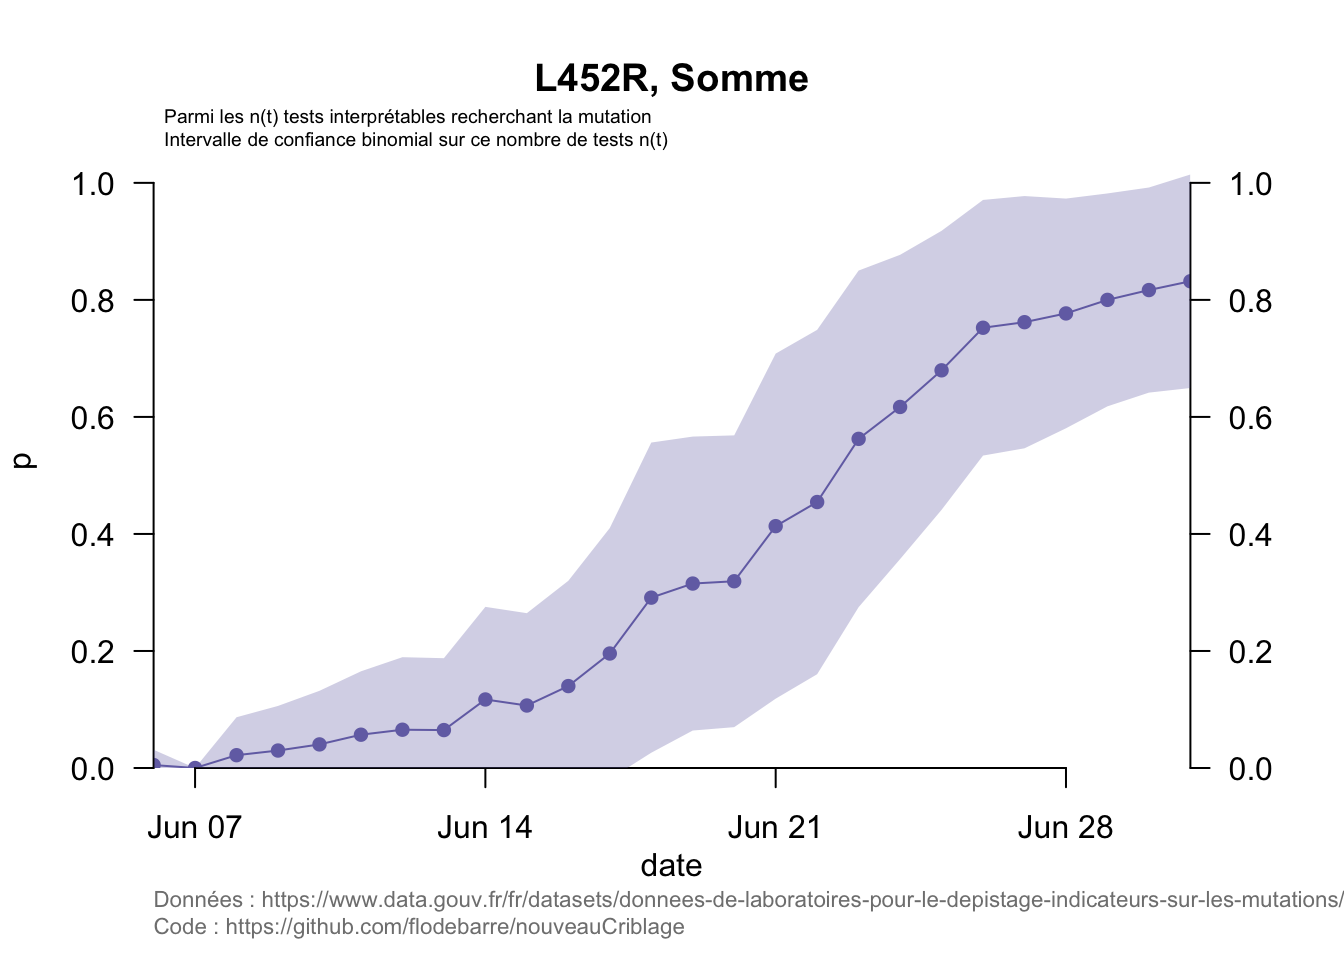 L452R, Somme
Parmi les n(t) tests interprétables recherchant la mutation
Intervalle de confiance binomial sur ce nombre de tests n(t)
1.0 1.0
0.8 0.8
0.6 0.6
p
0.4 0.4
0.2 0.2
0.0 0.0
Jun 07 Jun 14 Jun 21 Jun 28
date
Données : https://www.data.gouv.fr/fr/datasets/donnees-de-laboratoires-pour-le-depistage-indicateurs-sur-les-mutations/
Code : https://github.com/flodebarre/nouveauCriblage